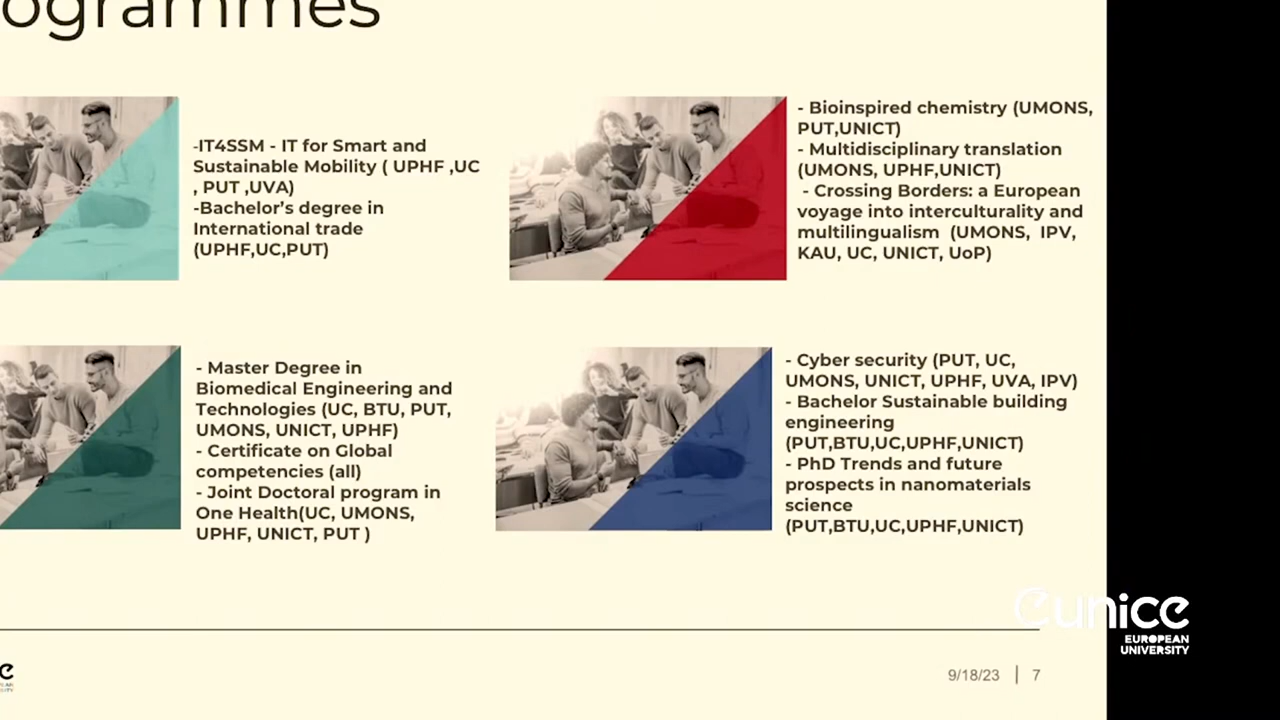 ogrammes
-IT4SSM - IT for Smart and
Sustainable Mobility ( UPHF ,UC
, PUT ,UVA)
-Bachelor’s degree in
International trade
(UPHF,UC,PUT)
- Bioinspired chemistry (UMONS,
PUT,UNICT)
- Multidisciplinary translation
(UMONS, UPHF,UNICT)
- Crossing Borders: a European
voyage into interculturality and
multilingualism (UMONS, IPV,
KAU, UC, UNICT, UoP)
- Master Degree in
Biomedical Engineering and
Technologies (UC, BTU, PUT,
UMONS, UNICT, UPHF)
- Certificate on Global
competencies (all)
- Joint Doctoral program in
One Health(UC, UMONS,
UPHF, UNICT, PUT )
- Cyber security (PUT, UC,
UMONS, UNICT, UPHF, UVA, IPV)
- Bachelor Sustainable building
engineering
(PUT,BTU,UC,UPHF,UNICT)
- PhD Trends and future
prospects in nanomaterials
science
(PUT,BTU,UC,UPHF,UNICT)
eunice
EUROPEAN
UNIVERSITY
9/18/23 | 7